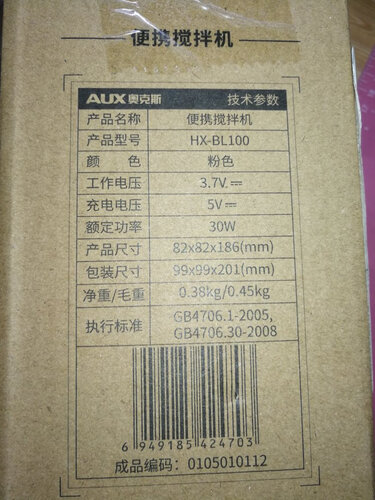 便携搅拌机
AUX奥克斯 技术参数
产品名称 便携搅拌机
产品型号 HX-BL100
颜 色 粉色
工作电压 3.7V⎓
充电电压 5V⎓
额定功率 30W
产品尺寸 82x82x186(mm)
包装尺寸 99x99x201(mm)
净重/毛重 0.38kg/0.45kg
执行标准 GB4706.1-2005,
GB4706.30-2008
6 949185 424703
成品编码：0105010112